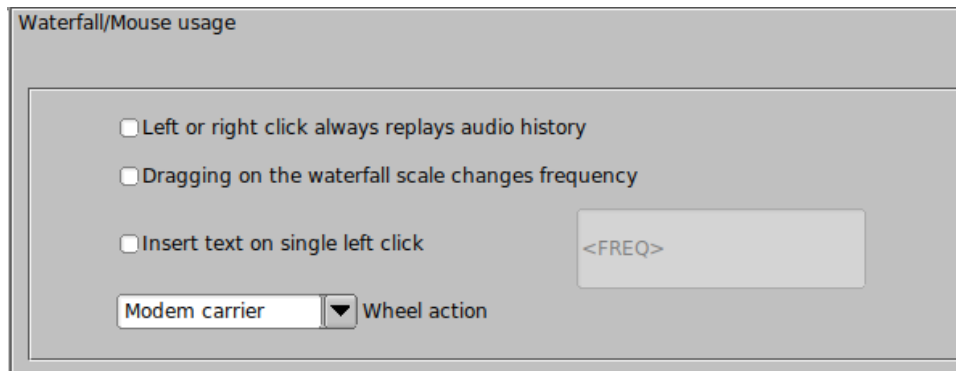 Waterfall/Mouse usage
Left or right click always replays audio history
Dragging on the waterfall scale changes frequency
Insert text on single left click <FREQ>
Modem carrier Wheel action